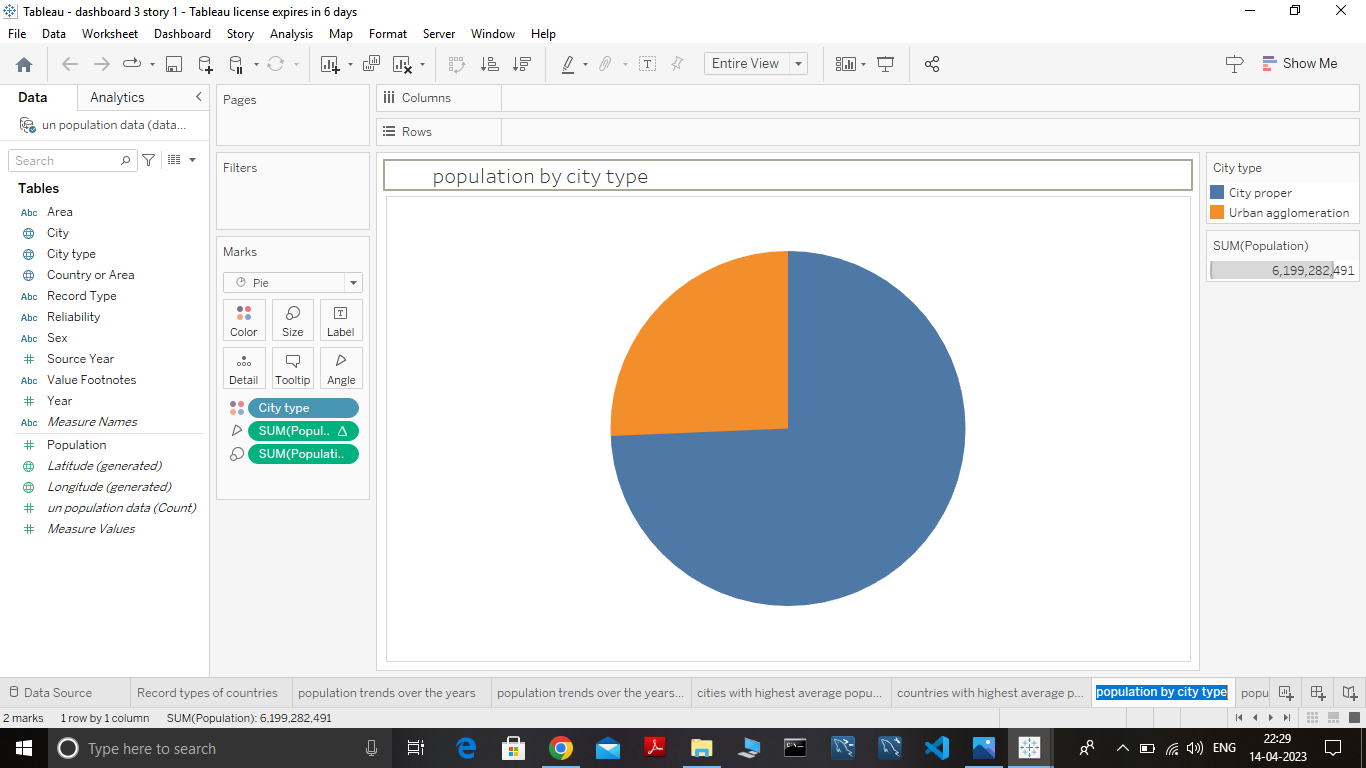 Tableau - dashboard 3 story 1 - Tableau license expires in 6 days
File Data Worksheet Dashboard Story Analysis Map Format Server Window Help
Entire View
Show Me
Data Analytics
un population data (data...
Search
Tables
Abc Area
City
City type
Country or Area
Abc Record Type
Abc Reliability
Abc Sex
Source Year
Abc Value Footnotes
Year
Abc Measure Names
Population
Latitude (generated)
Longitude (generated)
un population data (Count)
Measure Values
Pages
Filters
Marks
Pie
Color Size Label
Detail Tooltip Angle
City type
SUM(Popul.. Δ
SUM(Populati..
Columns
Rows
population by city type
City type
City proper
Urban agglomeration
SUM(Population)
6,199,282,491
Data Source Record types of countries population trends over the years population trends over the years... cities with highest average popu... countries with highest average p... population by city type popu
2 marks 1 row by 1 column SUM(Population): 6,199,282,491
Type here to search
ENG
22:29
14-04-2023